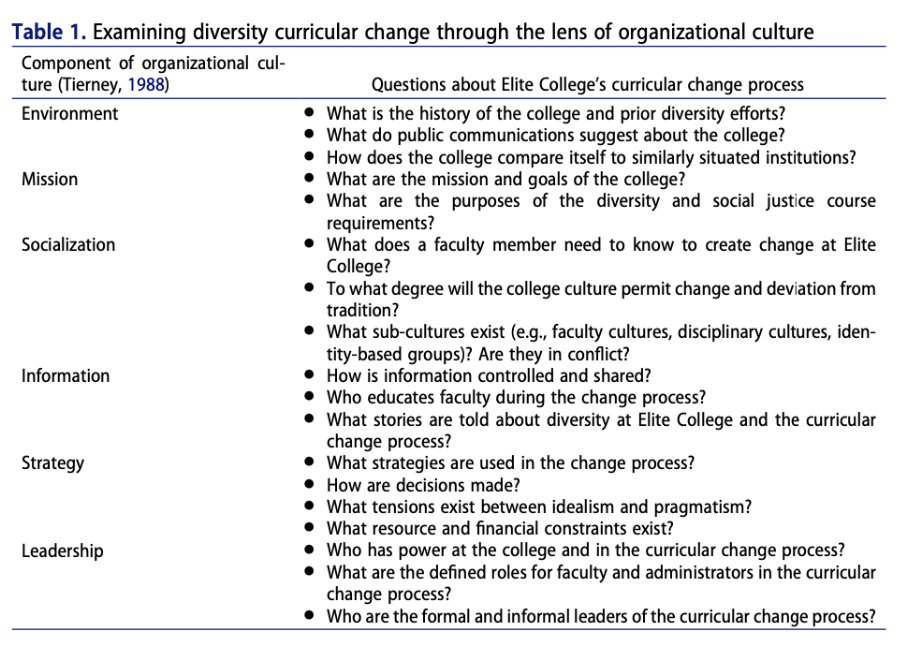 Table 1. Examining diversity curricular change through the lens of organizational culture
Component of organizational cul-
ture (Tierney, 1988)
Questions about Elite College's curricular change process
Environment
• What is the history of the college and prior diversity efforts?
• What do public communications suggest about the college?
• How does the college compare itself to similarly situated institutions?
Mission
• What are the mission and goals of the college?
• What are the purposes of the diversity and social justice course
requirements?
Socialization
• What does a faculty member need to know to create change at Elite
College?
• To what degree will the college culture permit change and deviation from
tradition?
• What sub-cultures exist (e.g., faculty cultures, disciplinary cultures, iden-
tity-based groups)? Are they in conflict?
Information
• How is information controlled and shared?
• Who educates faculty during the change process?
• What stories are told about diversity at Elite College and the curricular
change process?
Strategy
• What strategies are used in the change process?
• How are decisions made?
• What tensions exist between idealism and pragmatism?
• What resource and financial constraints exist?
Leadership
• Who has power at the college and in the curricular change process?
• What are the defined roles for faculty and administrators in the curricular
change process?
• Who are the formal and informal leaders of the curricular change process?